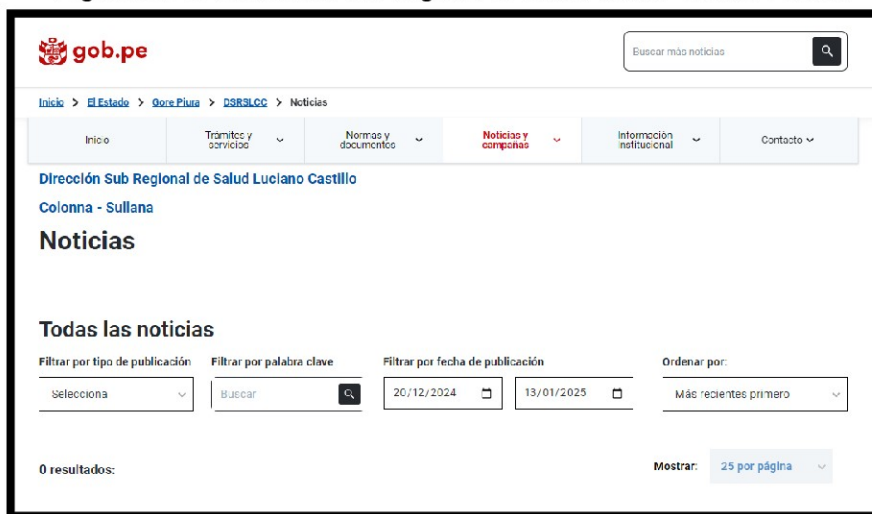 gob.pe
Buscar más noticias
Inicio > El Estado > Gore Piura > DSRSLCC > Noticias
Inicio
Trámites y servicios
Normas y documentos
Noticias y campañas
Información institucional
Contacto
Dirección Sub Regional de Salud Luciano Castillo
Colonna - Sullana
Noticias
Todas las noticias
Filtrar por tipo de publicación
Filtrar por palabra clave
Filtrar por fecha de publicación
Ordenar por:
Selecciona
Buscar
20/12/2024
13/01/2025
Más recientes primero
0 resultados:
Mostrar:
25 por página